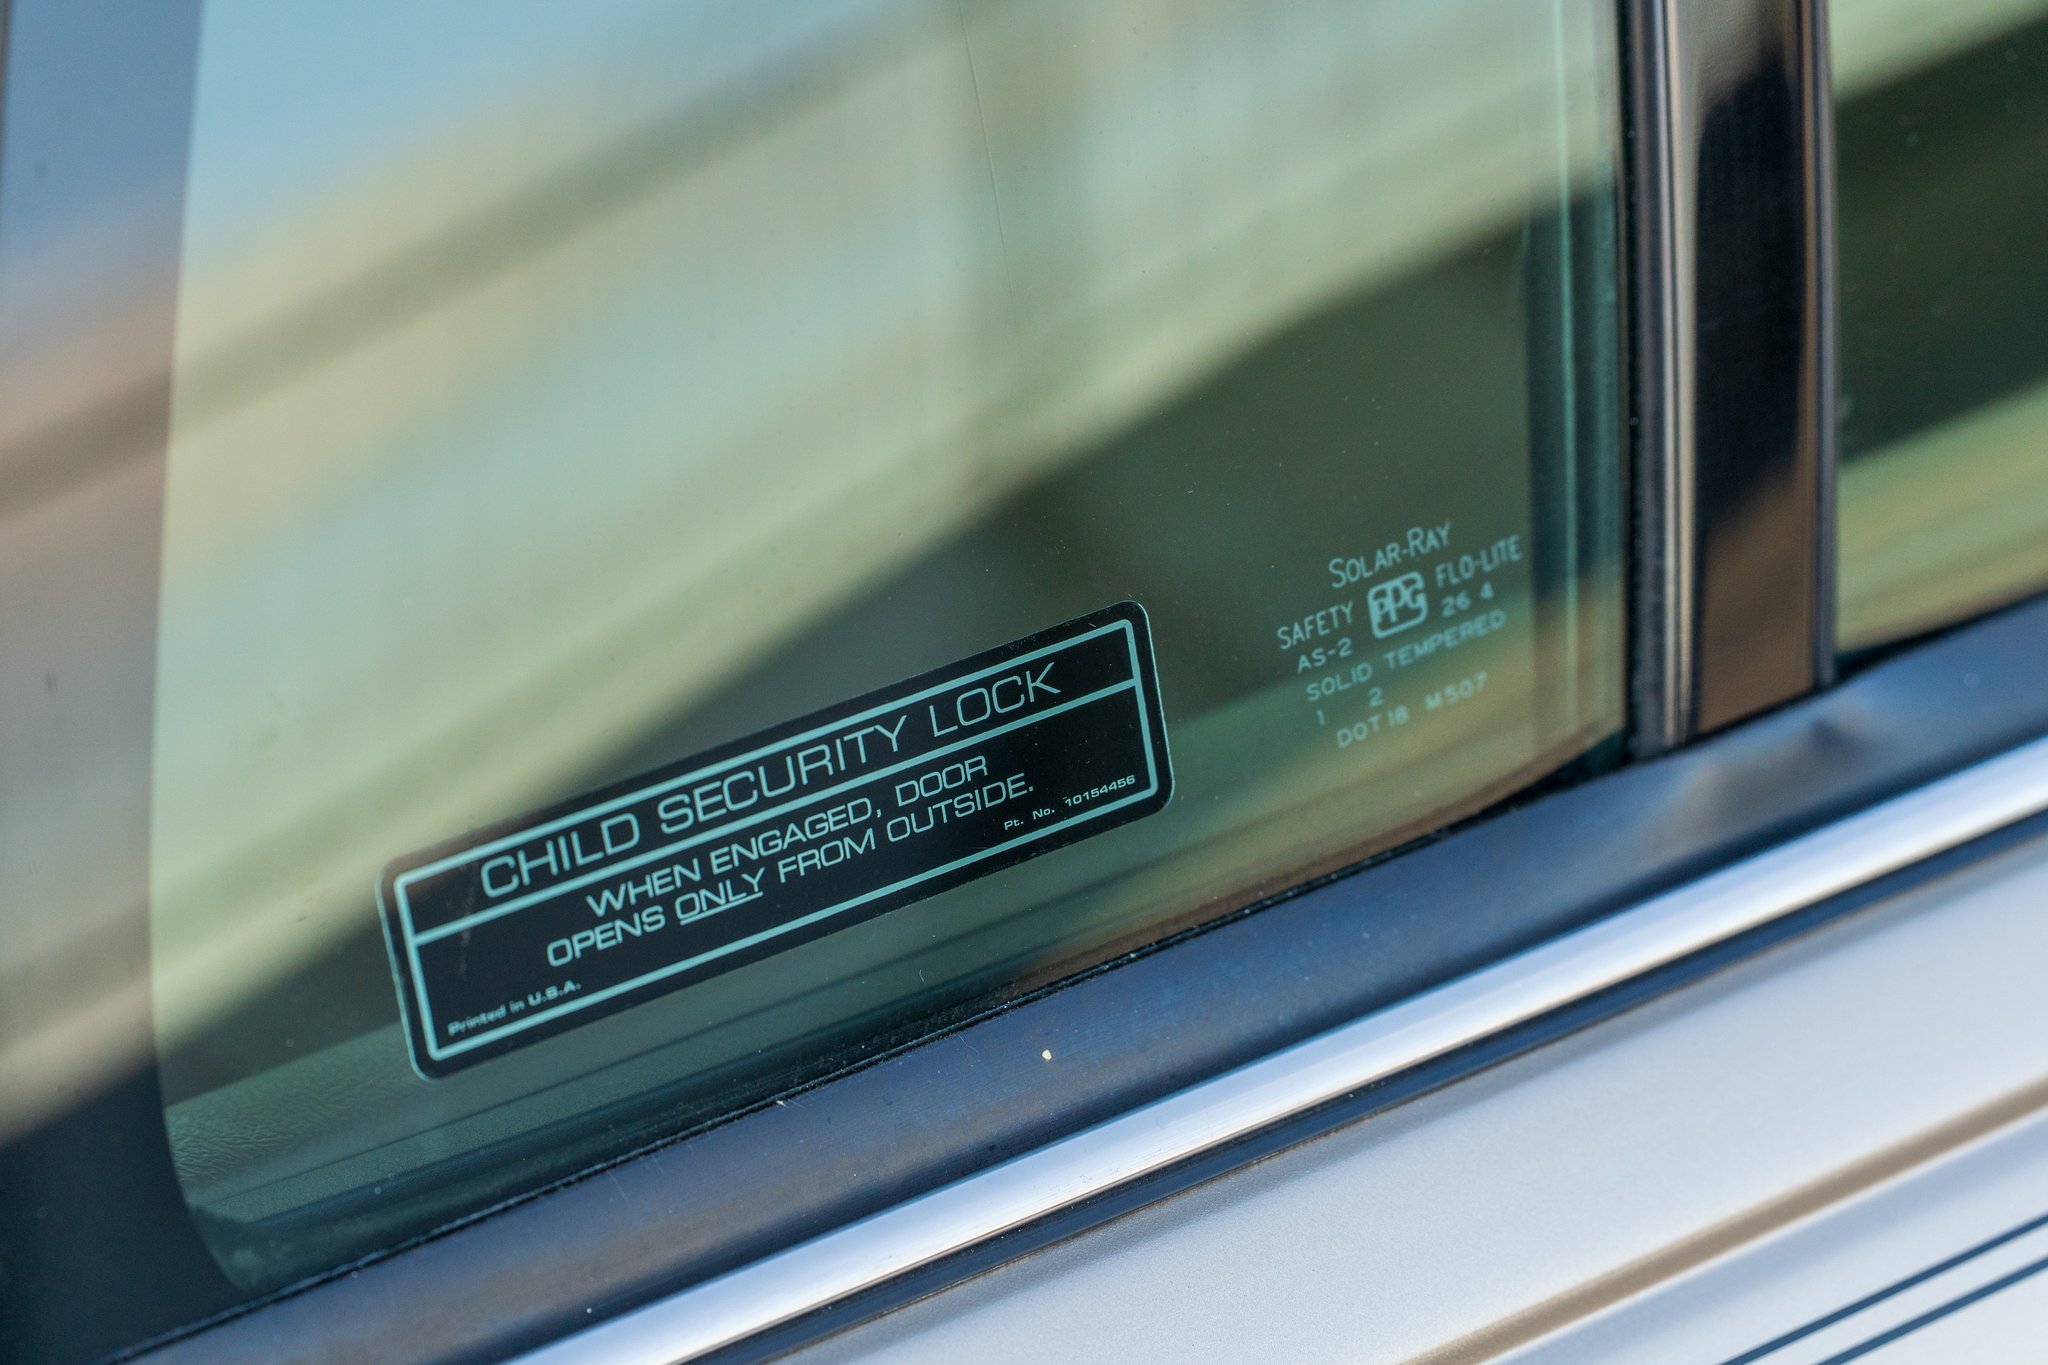 CHILD SECURITY LOCK
WHEN ENGAGED, DOOR
OPENS ONLY FROM OUTSIDE.
Printed in U.S.A.
Pt. No. 10154456
SOLAR-RAY
SAFETY PPG FLO-LITE
AS-2 26 4
SOLID TEMPERED
1 2
DOT18 M507